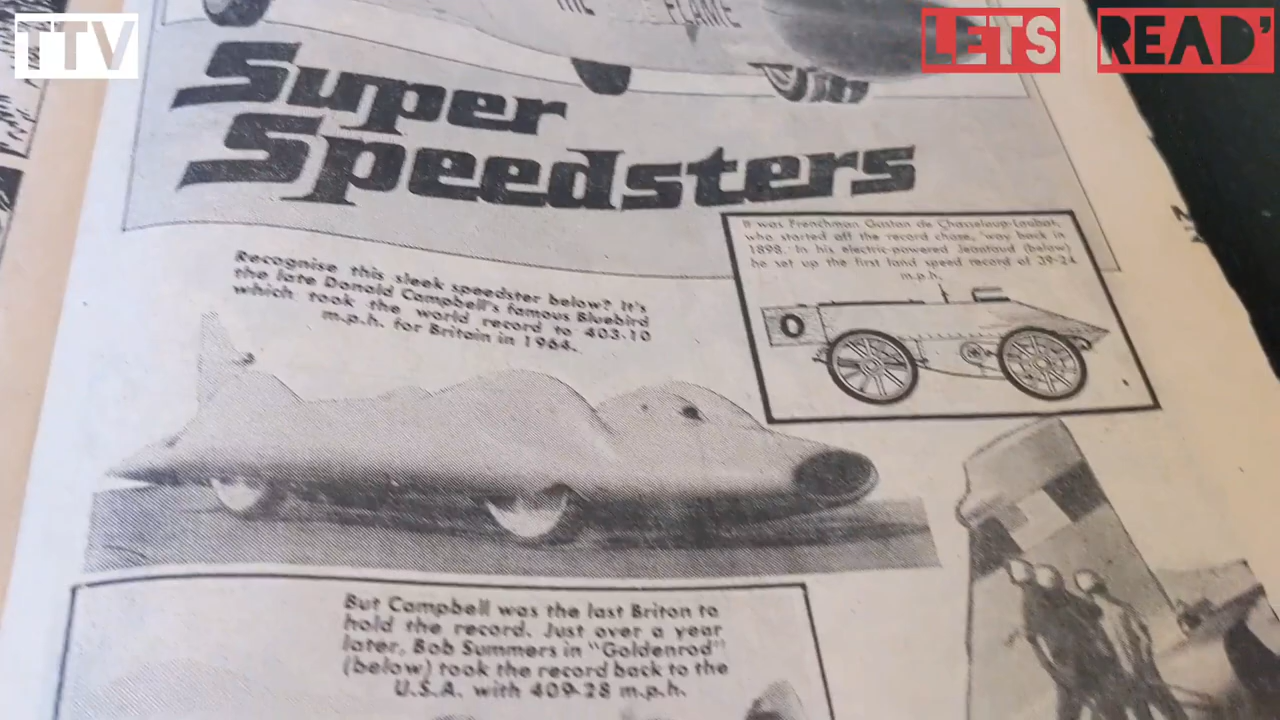 TTV
LETS READ'
THE FLAME
Super
Speedsters
It was Frenchman Gaston de Chasseloup-Laubat,
who started off the record chase, 'way back in
1898. In his electric-powered Jeantaud (below)
he set up the first land speed record of 39·24
m.p.h.
Recognise this sleek speedster below? It's
the late Donald Campbell's famous Bluebird
which took the world record to 403·10
m.p.h. for Britain in 1964.
But Campbell was the last Briton to
hold the record. Just over a year
later, Bob Summers in "Goldenrod"
(below) took the record back to the
U.S.A. with 409·28 m.p.h.